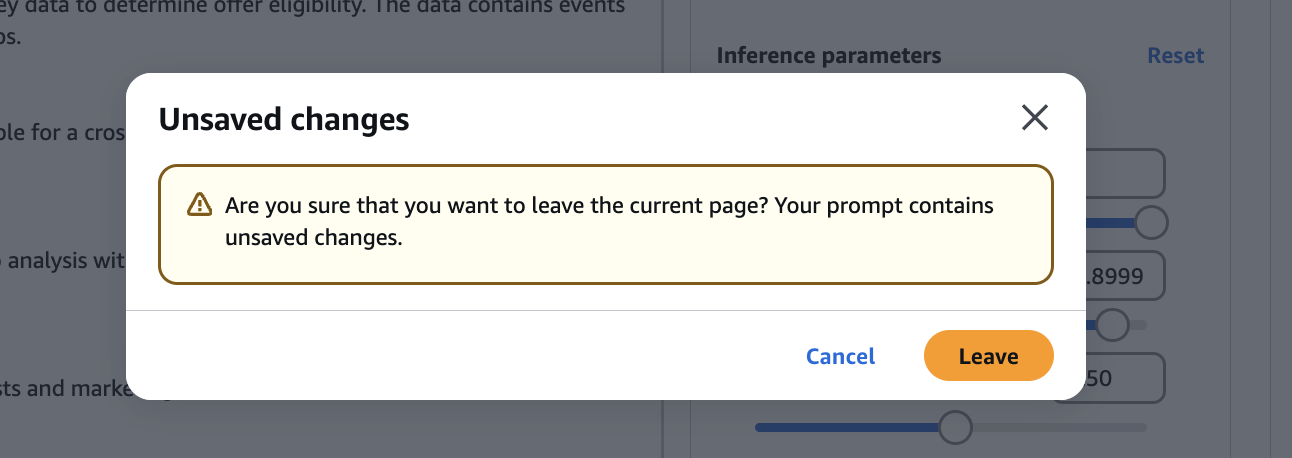 ey data to determine offer eligibility. The data contains events
os.
Inference parameters
Reset
Unsaved changes
ole for a cros
Are you sure that you want to leave the current page? Your prompt contains
unsaved changes.
analysis wit
.8999
Cancel
Leave
sts and marke
50